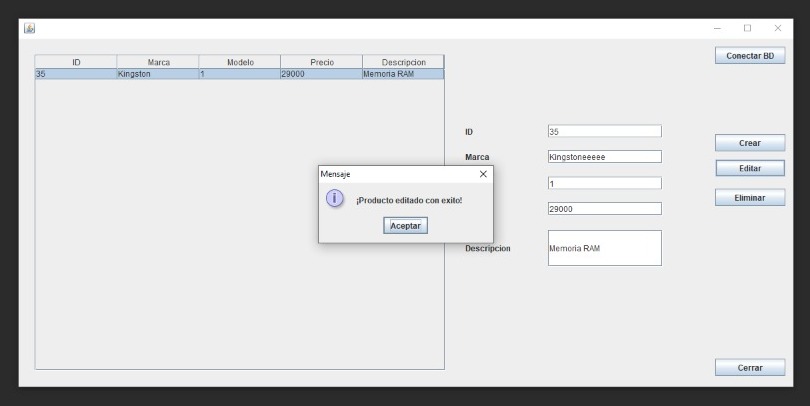 Conectar BD
ID Marca Modelo Precio Descripcion
35 Kingston 1 29000 Memoria RAM
ID 35
Crear
Marca Kingstoneeeee
Editar
Mensaje
1
¡Producto editado con exito!
Eliminar
29000
Aceptar
Descripcion Memoria RAM
Cerrar